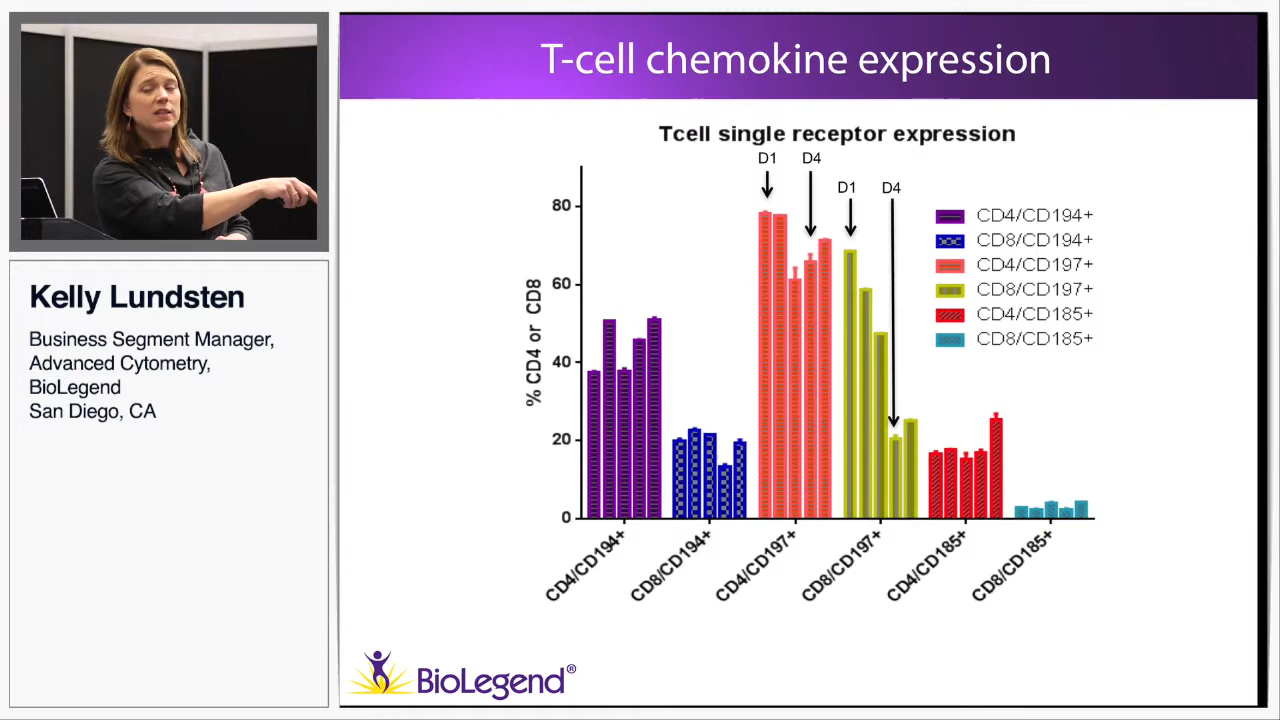 T-cell chemokine expression
Tcell single receptor expression
D1
D4
D1
D4
80
60
40
20
0
% CD4 or CD8
CD4/CD194+
CD8/CD194+
CD4/CD197+
CD8/CD197+
CD4/CD185+
CD8/CD185+
CD4/CD194+
CD8/CD194+
CD4/CD197+
CD8/CD197+
CD4/CD185+
CD8/CD185+
Kelly Lundsten
Business Segment Manager,
Advanced Cytometry,
BioLegend
San Diego, CA
BioLegend®